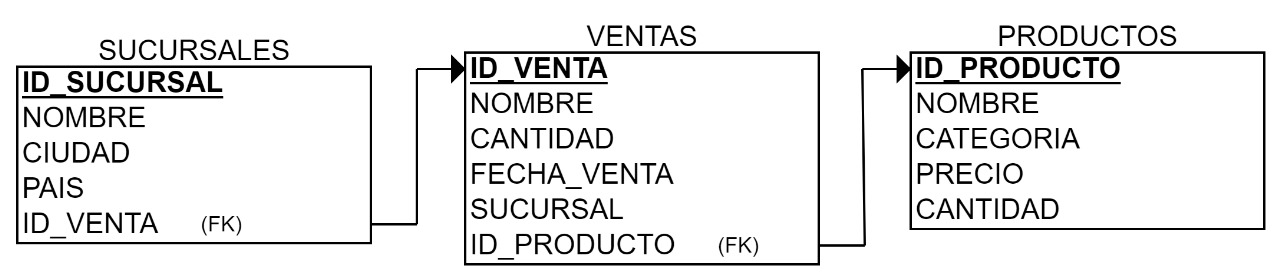 SUCURSALES
ID_SUCURSAL
NOMBRE
CIUDAD
PAIS
ID_VENTA (FK)
VENTAS
ID_VENTA
NOMBRE
CANTIDAD
FECHA_VENTA
SUCURSAL
ID_PRODUCTO (FK)
PRODUCTOS
ID_PRODUCTO
NOMBRE
CATEGORIA
PRECIO
CANTIDAD